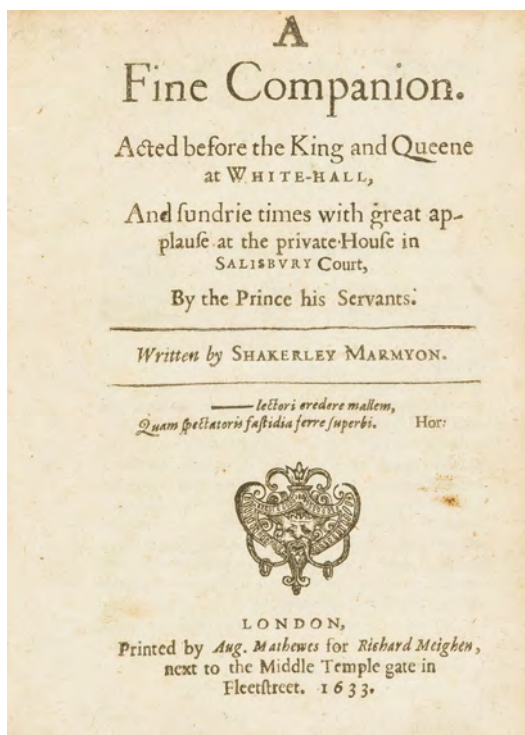 A
Fine Companion.
Acted before the King and Queene
at WHITE-HALL,
And ſundrie times with great ap-
plauſe at the private Houſe in
SALISBVRY Court,
By the Prince his Servants.
Written by SHAKERLEY MARMYON.
—— lectori credere mallem,
Quam ſpectatoris faſtidia ferre ſuperbi. Hor:
LONDON,
Printed by Aug. Mathewes for Richard Meighen,
next to the Middle Temple gate in
Fleetſtreet. 1633.